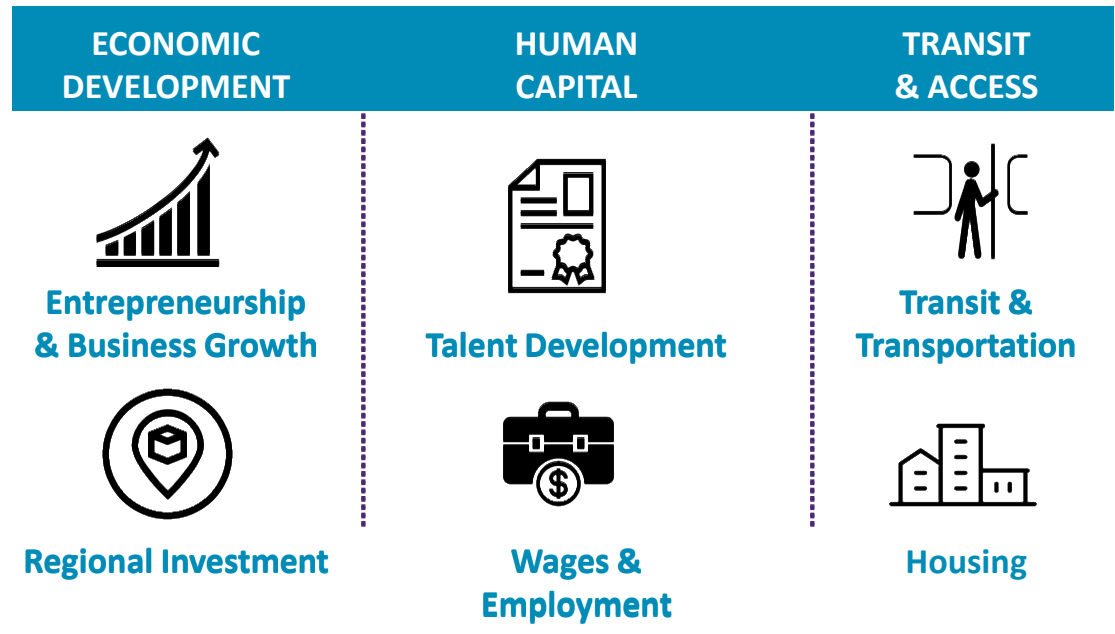 ECONOMIC
DEVELOPMENT
HUMAN
CAPITAL
TRANSIT
& ACCESS
Entrepreneurship
& Business Growth
Talent Development
Transit &
Transportation
$
Regional Investment
Wages &
Employment
Housing